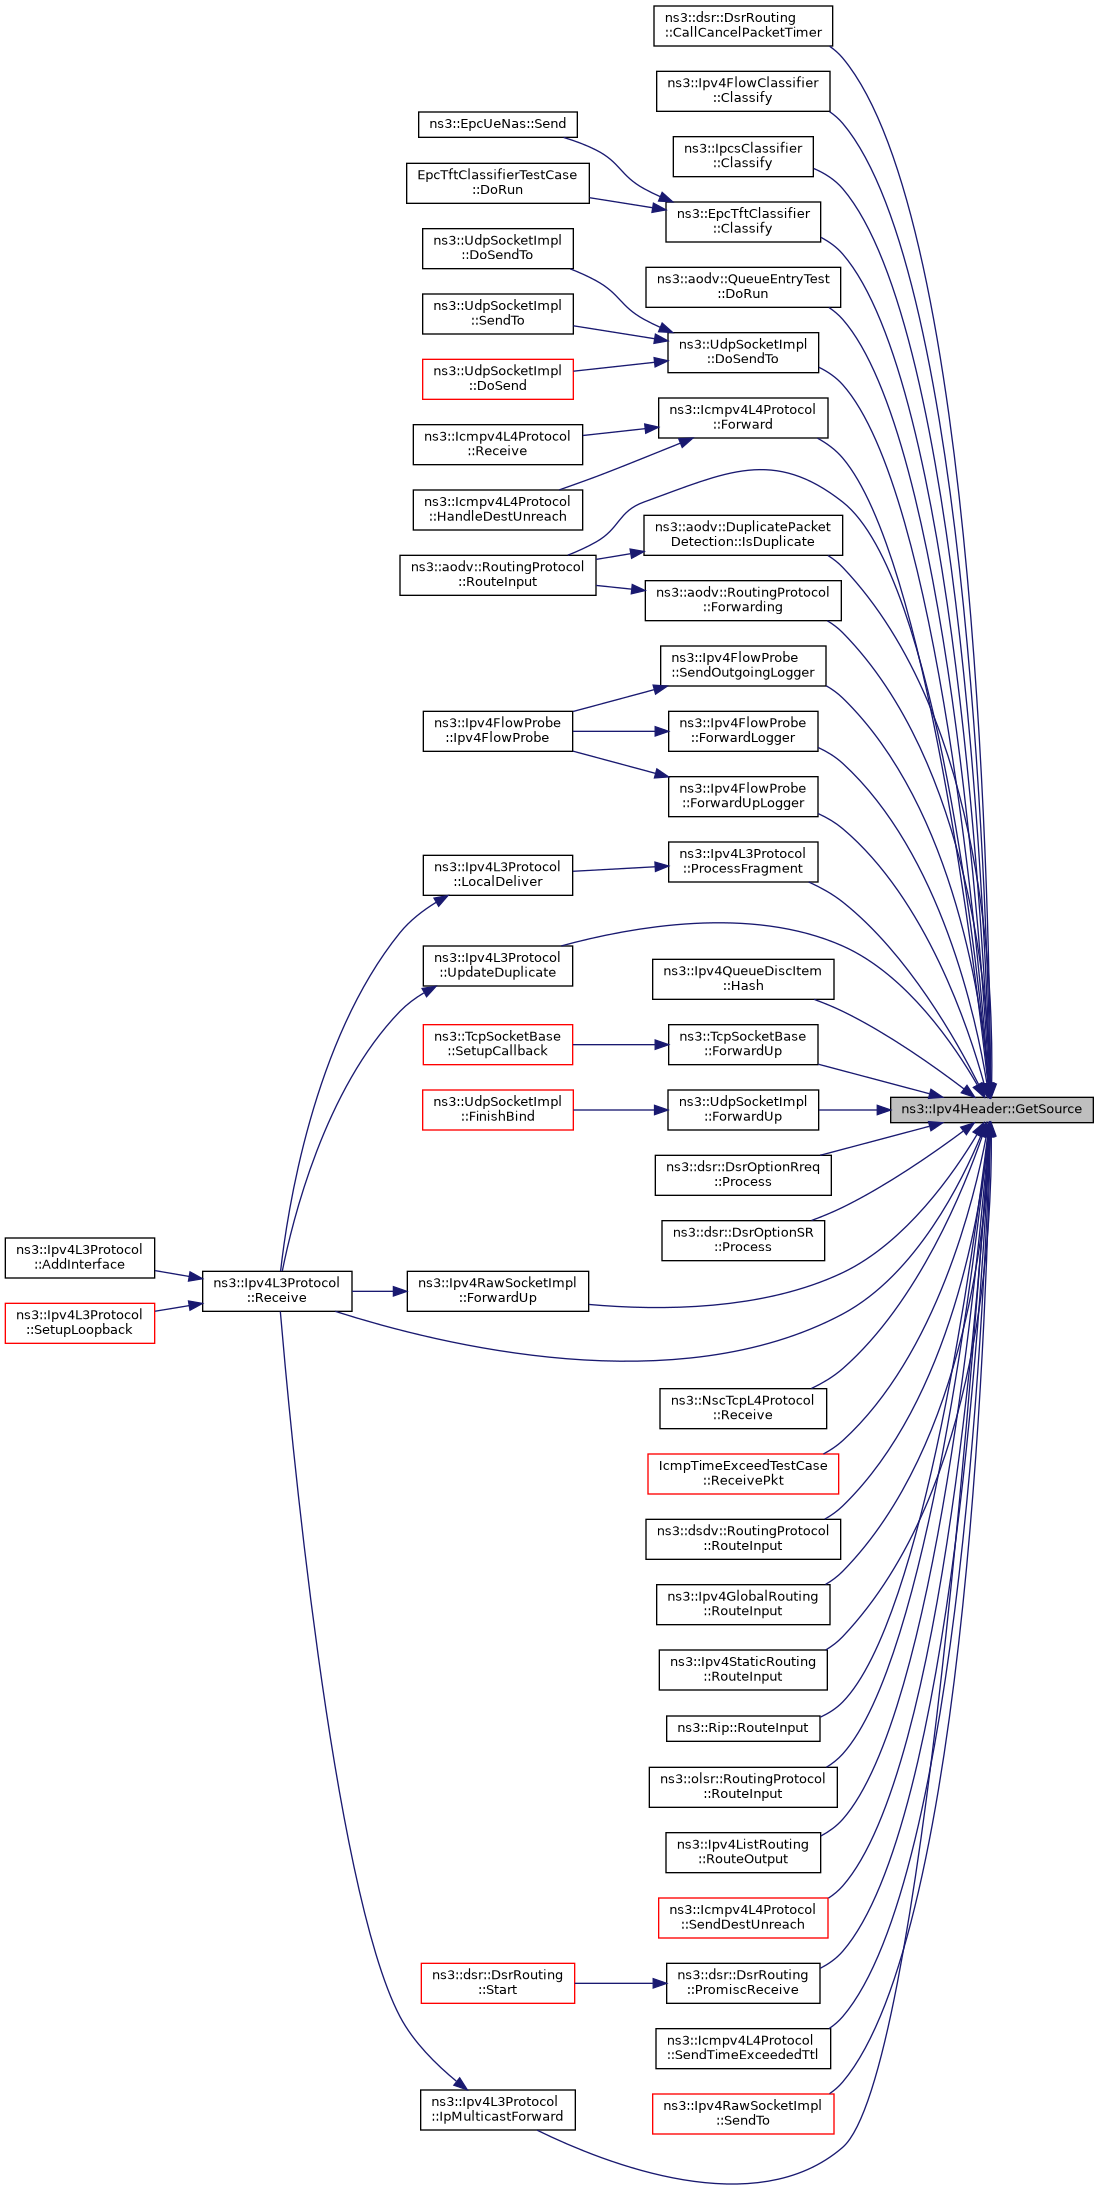 ns3::dsr::DsrRouting
::CallCancelPacketTimer
ns3::Ipv4FlowClassifier
::Classify
ns3::EpcUeNas::Send
ns3::IpcsClassifier
::Classify
EpcTftClassifierTestCase
::DoRun
ns3::EpcTftClassifier
::Classify
ns3::UdpSocketImpl
::DoSendTo
ns3::aodv::QueueEntryTest
::DoRun
ns3::UdpSocketImpl
::SendTo
ns3::UdpSocketImpl
::DoSendTo
ns3::UdpSocketImpl
::DoSend
ns3::Icmpv4L4Protocol
::Forward
ns3::Icmpv4L4Protocol
::Receive
ns3::Icmpv4L4Protocol
::HandleDestUnreach
ns3::aodv::DuplicatePacket
Detection::IsDuplicate
ns3::aodv::RoutingProtocol
::RouteInput
ns3::aodv::RoutingProtocol
::Forwarding
ns3::Ipv4FlowProbe
::SendOutgoingLogger
ns3::Ipv4FlowProbe
::Ipv4FlowProbe
ns3::Ipv4FlowProbe
::ForwardLogger
ns3::Ipv4FlowProbe
::ForwardUpLogger
ns3::Ipv4L3Protocol
::ProcessFragment
ns3::Ipv4L3Protocol
::LocalDeliver
ns3::Ipv4L3Protocol
::UpdateDuplicate
ns3::Ipv4QueueDiscItem
::Hash
ns3::TcpSocketBase
::SetupCallback
ns3::TcpSocketBase
::ForwardUp
ns3::UdpSocketImpl
::FinishBind
ns3::UdpSocketImpl
::ForwardUp
ns3::Ipv4Header::GetSource
ns3::dsr::DsrOptionRreq
::Process
ns3::dsr::DsrOptionSR
::Process
ns3::Ipv4L3Protocol
::AddInterface
ns3::Ipv4L3Protocol
::Receive
ns3::Ipv4RawSocketImpl
::ForwardUp
ns3::Ipv4L3Protocol
::SetupLoopback
ns3::NscTcpL4Protocol
::Receive
IcmpTimeExceedTestCase
::ReceivePkt
ns3::dsdv::RoutingProtocol
::RouteInput
ns3::Ipv4GlobalRouting
::RouteInput
ns3::Ipv4StaticRouting
::RouteInput
ns3::Rip::RouteInput
ns3::olsr::RoutingProtocol
::RouteInput
ns3::Ipv4ListRouting
::RouteOutput
ns3::Icmpv4L4Protocol
::SendDestUnreach
ns3::dsr::DsrRouting
::Start
ns3::dsr::DsrRouting
::PromiscReceive
ns3::Icmpv4L4Protocol
::SendTimeExceededTtl
ns3::Ipv4L3Protocol
::IpMulticastForward
ns3::Ipv4RawSocketImpl
::SendTo